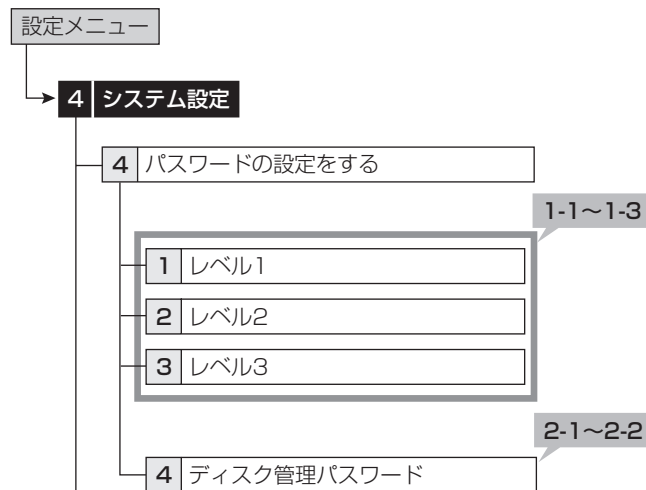 設定メニュー
4 システム設定
4 パスワードの設定をする
1-1～1-3
1 レベル1
2 レベル2
3 レベル3
2-1～2-2
4 ディスク管理パスワード